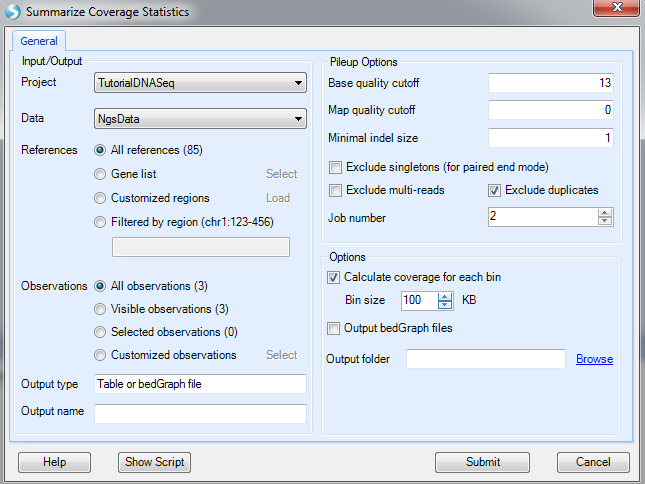 Summarize Coverage Statistics
General
Input/Output
Project TutorialDNASeq
Data NgsData
References All references (85)
Gene list Select
Customized regions Load
Filtered by region (chr1:123-456)
Observations All observations (3)
Visible observations (3)
Selected observations (0)
Customized observations Select
Output type Table or bedGraph file
Output name
Pileup Options
Base quality cutoff 13
Map quality cutoff 0
Minimal indel size 1
Exclude singletons (for paired end mode)
Exclude multi-reads Exclude duplicates
Job number 2
Options
Calculate coverage for each bin
Bin size 100 KB
Output bedGraph files
Output folder Browse
Help Show Script Submit Cancel